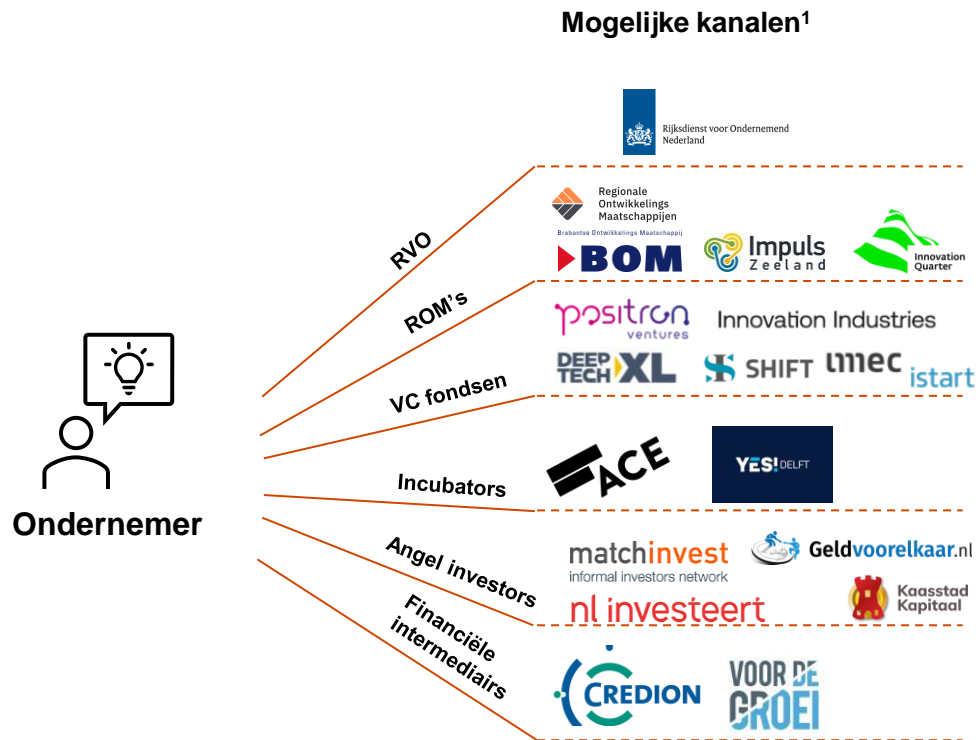 Mogelijke kanalen¹
Rijksdienst voor Ondernemend
Nederland
RVO
Regionale
Ontwikkelings
Maatschappijen
Brabantse Ontwikkelings Maatschappij
BOM
Impuls
Zeeland
Innovation
Quarter
ROM's
positron
ventures
Innovation Industries
DEEP
TECH XL
SHIFT
imec
istart
VC fondsen
ACE
YES! DELFT
Incubators
Ondernemer
matchinvest
informal investors network
Geldvoorelkaar.nl
nl investeert
Kaasstad
Kapitaal
Angel investors
CREDION
VOOR DE
GROEI
Financiële
intermediairs